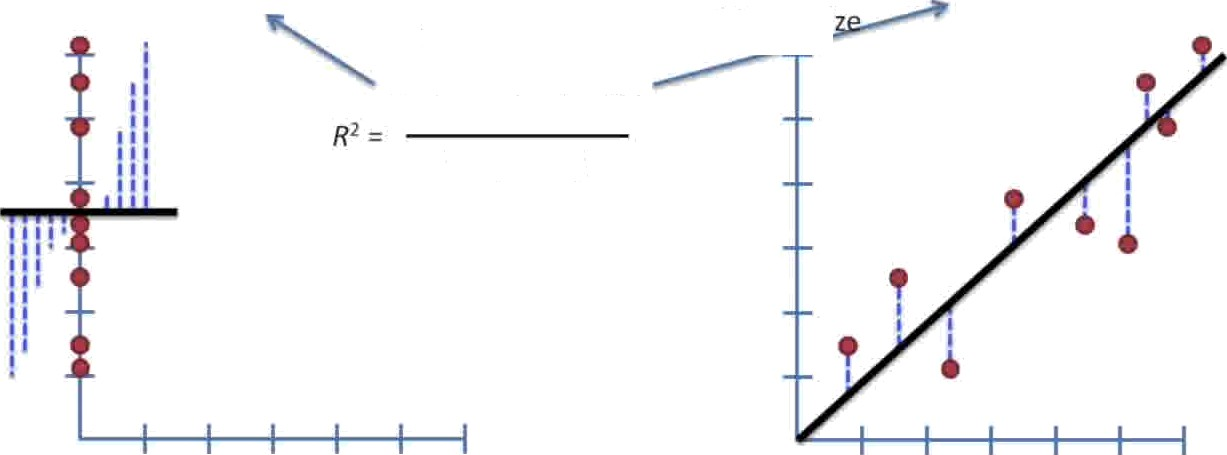 ze
R² =